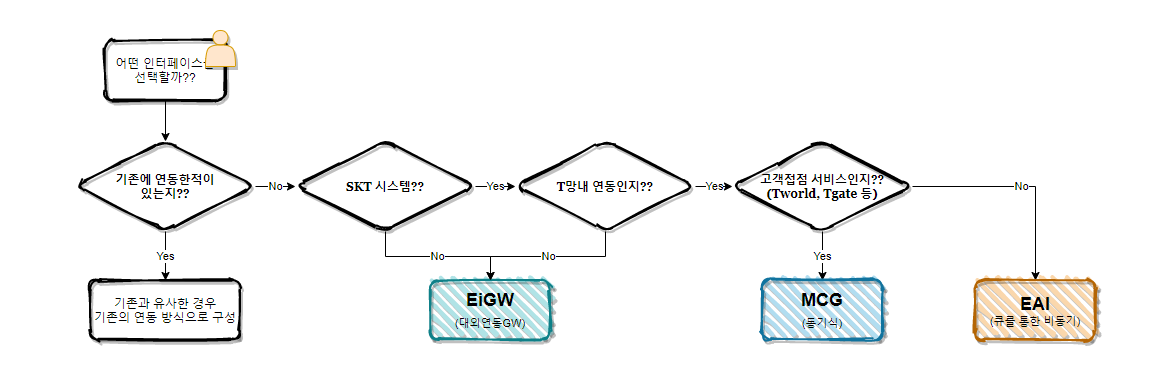 어떤 인터페이스를
선택할까??
기존에 연동한적이
있는지??
No
SKT 시스템??
Yes
T망내 연동인지??
Yes
고객접점 서비스인지??
(Tworld, Tgate 등)
No
Yes
No
No
Yes
기존과 유사한 경우
기존의 연동 방식으로 구성
EiGW
(대외연동GW)
MCG
(동기식)
EAI
(큐를 통한 비동기)